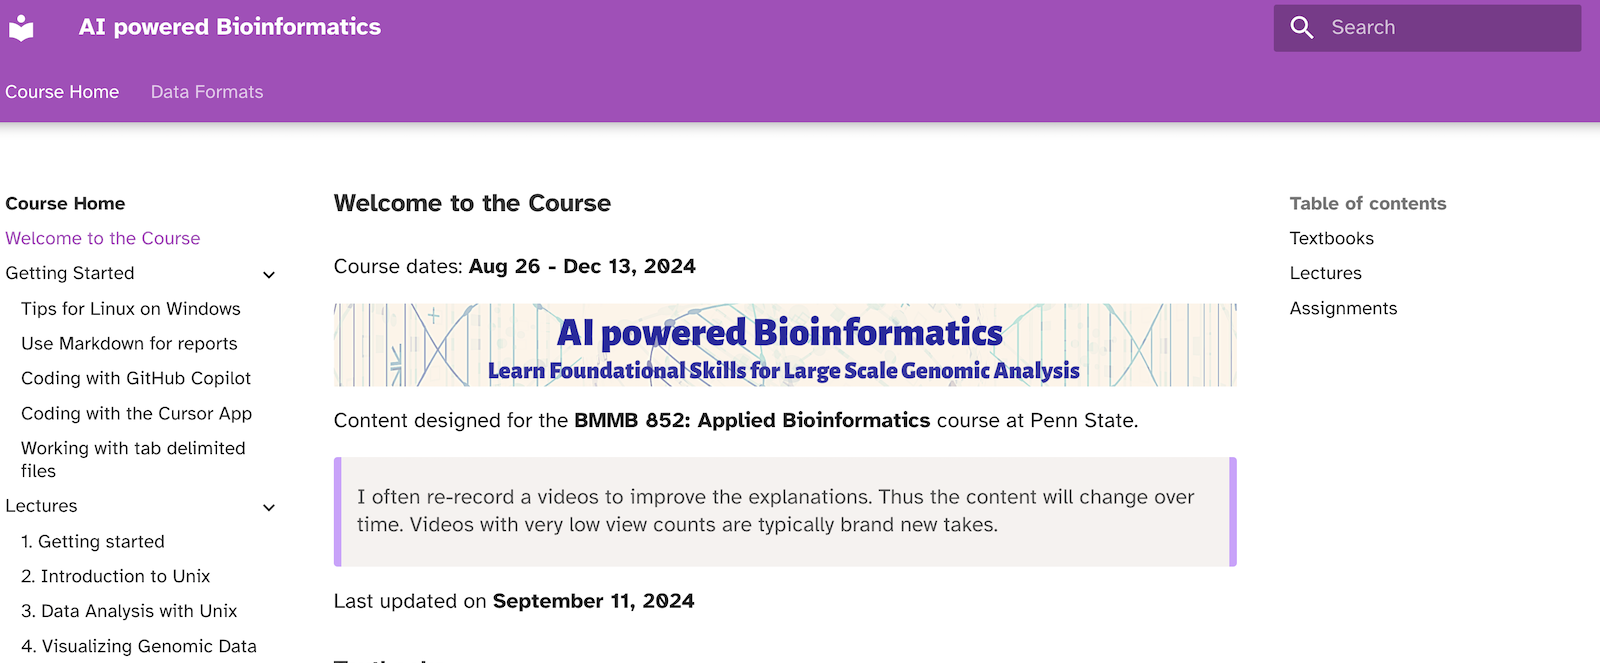 AI powered Bioinformatics
Search
Course Home
Data Formats
Course Home
Welcome to the Course
Getting Started
Tips for Linux on Windows
Use Markdown for reports
Coding with GitHub Copilot
Coding with the Cursor App
Working with tab delimited
files
Lectures
1. Getting started
2. Introduction to Unix
3. Data Analysis with Unix
4. Visualizing Genomic Data
Welcome to the Course
Course dates: Aug 26 - Dec 13, 2024
AI powered Bioinformatics
Learn Foundational Skills for Large Scale Genomic Analysis
Content designed for the BMMB 852: Applied Bioinformatics course at Penn State.
I often re-record a videos to improve the explanations. Thus the content will change over
time. Videos with very low view counts are typically brand new takes.
Last updated on September 11, 2024
Table of contents
Textbooks
Lectures
Assignments